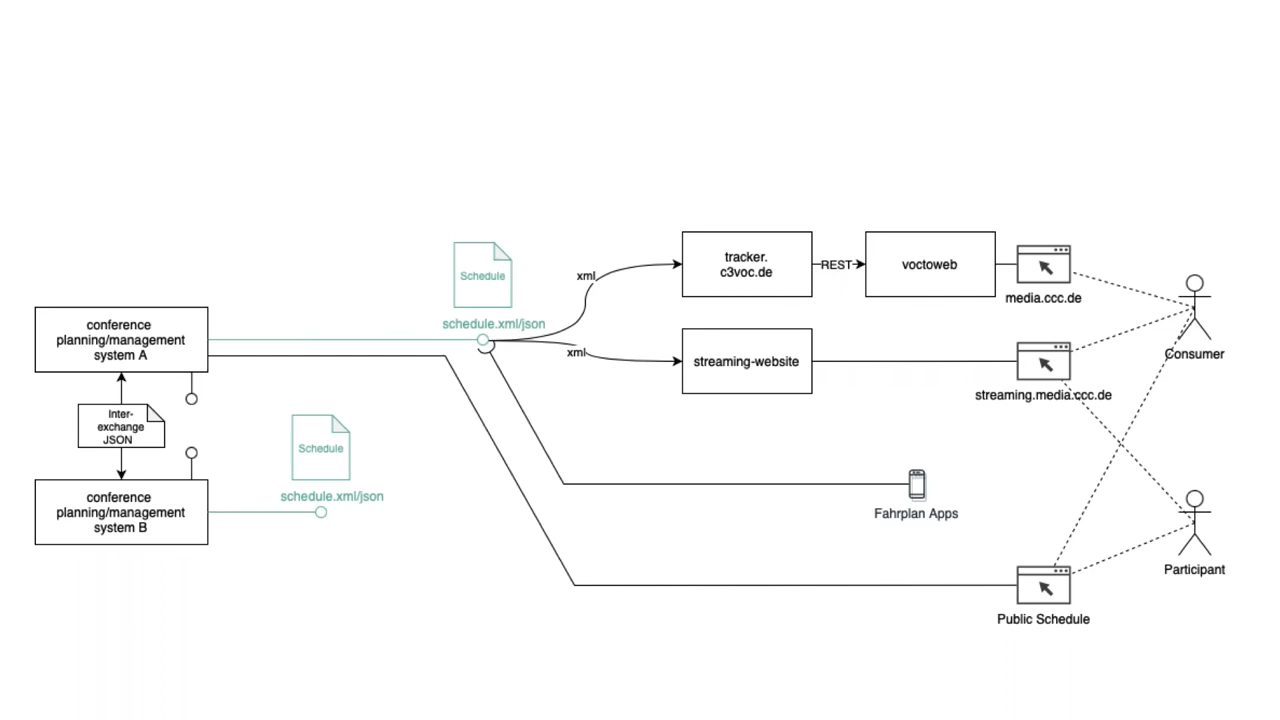 Schedule
schedule.xml/json
xml
xml
tracker.
c3voc.de
REST
voctoweb
media.ccc.de
streaming-website
streaming.media.ccc.de
Consumer
conference
planning/management
system A
Inter-
exchange
JSON
conference
planning/management
system B
Schedule
schedule.xml/json
Fahrplan Apps
Participant
Public Schedule